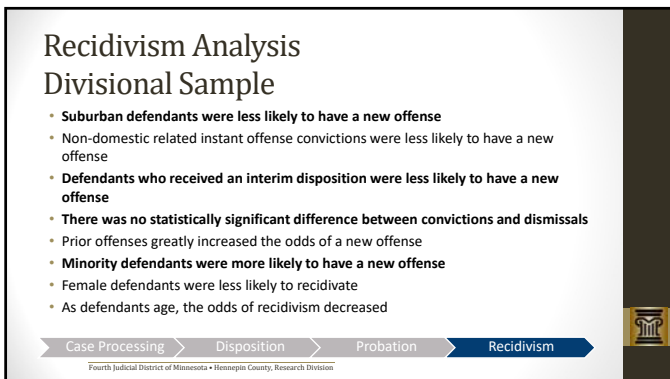 Recidivism Analysis
Divisional Sample
• Suburban defendants were less likely to have a new offense
• Non-domestic related instant offense convictions were less likely to have a new
offense
• Defendants who received an interim disposition were less likely to have a new
offense
• There was no statistically significant difference between convictions and dismissals
• Prior offenses greatly increased the odds of a new offense
• Minority defendants were more likely to have a new offense
• Female defendants were less likely to recidivate
• As defendants age, the odds of recidivism decreased
Case Processing Disposition Probation Recidivism
Fourth Judicial District of Minnesota • Hennepin County, Research Division